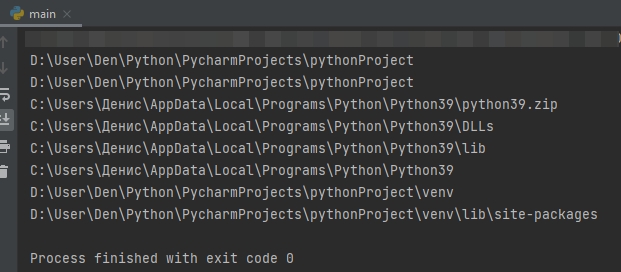 main
D:\User\Den\Python\PycharmProjects\pythonProject
D:\User\Den\Python\PycharmProjects\pythonProject
C:\Users\Денис\AppData\Local\Programs\Python\Python39\python39.zip
C:\Users\Денис\AppData\Local\Programs\Python\Python39\DLLs
C:\Users\Денис\AppData\Local\Programs\Python\Python39\lib
C:\Users\Денис\AppData\Local\Programs\Python\Python39
D:\User\Den\Python\PycharmProjects\pythonProject\venv
D:\User\Den\Python\PycharmProjects\pythonProject\venv\lib\site-packages
Process finished with exit code 0